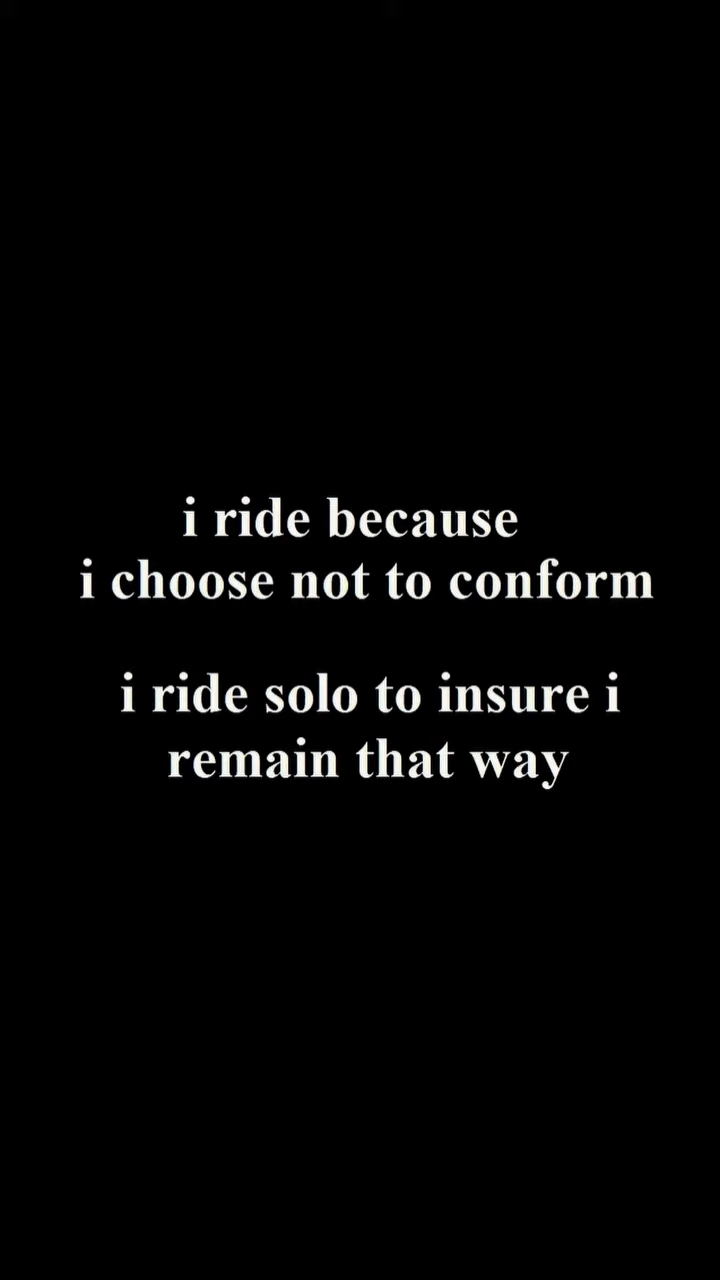 i ride because
i choose not to conform
i ride solo to insure i
remain that way